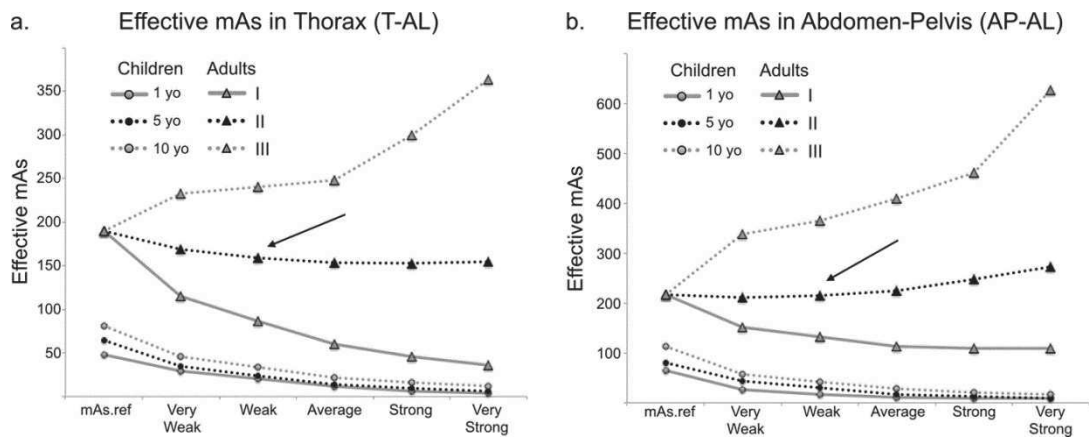 a. Effective mAs in Thorax (T-AL)
Children Adults
1 yo I
5 yo II
10 yo III
Effective mAs
350
300
250
200
150
100
50
mAs.ref Very Weak Weak Average Strong Very Strong
b. Effective mAs in Abdomen-Pelvis (AP-AL)
Children Adults
1 yo I
5 yo II
10 yo III
Effective mAs
600
500
400
300
200
100
mAs.ref Very Weak Weak Average Strong Very Strong